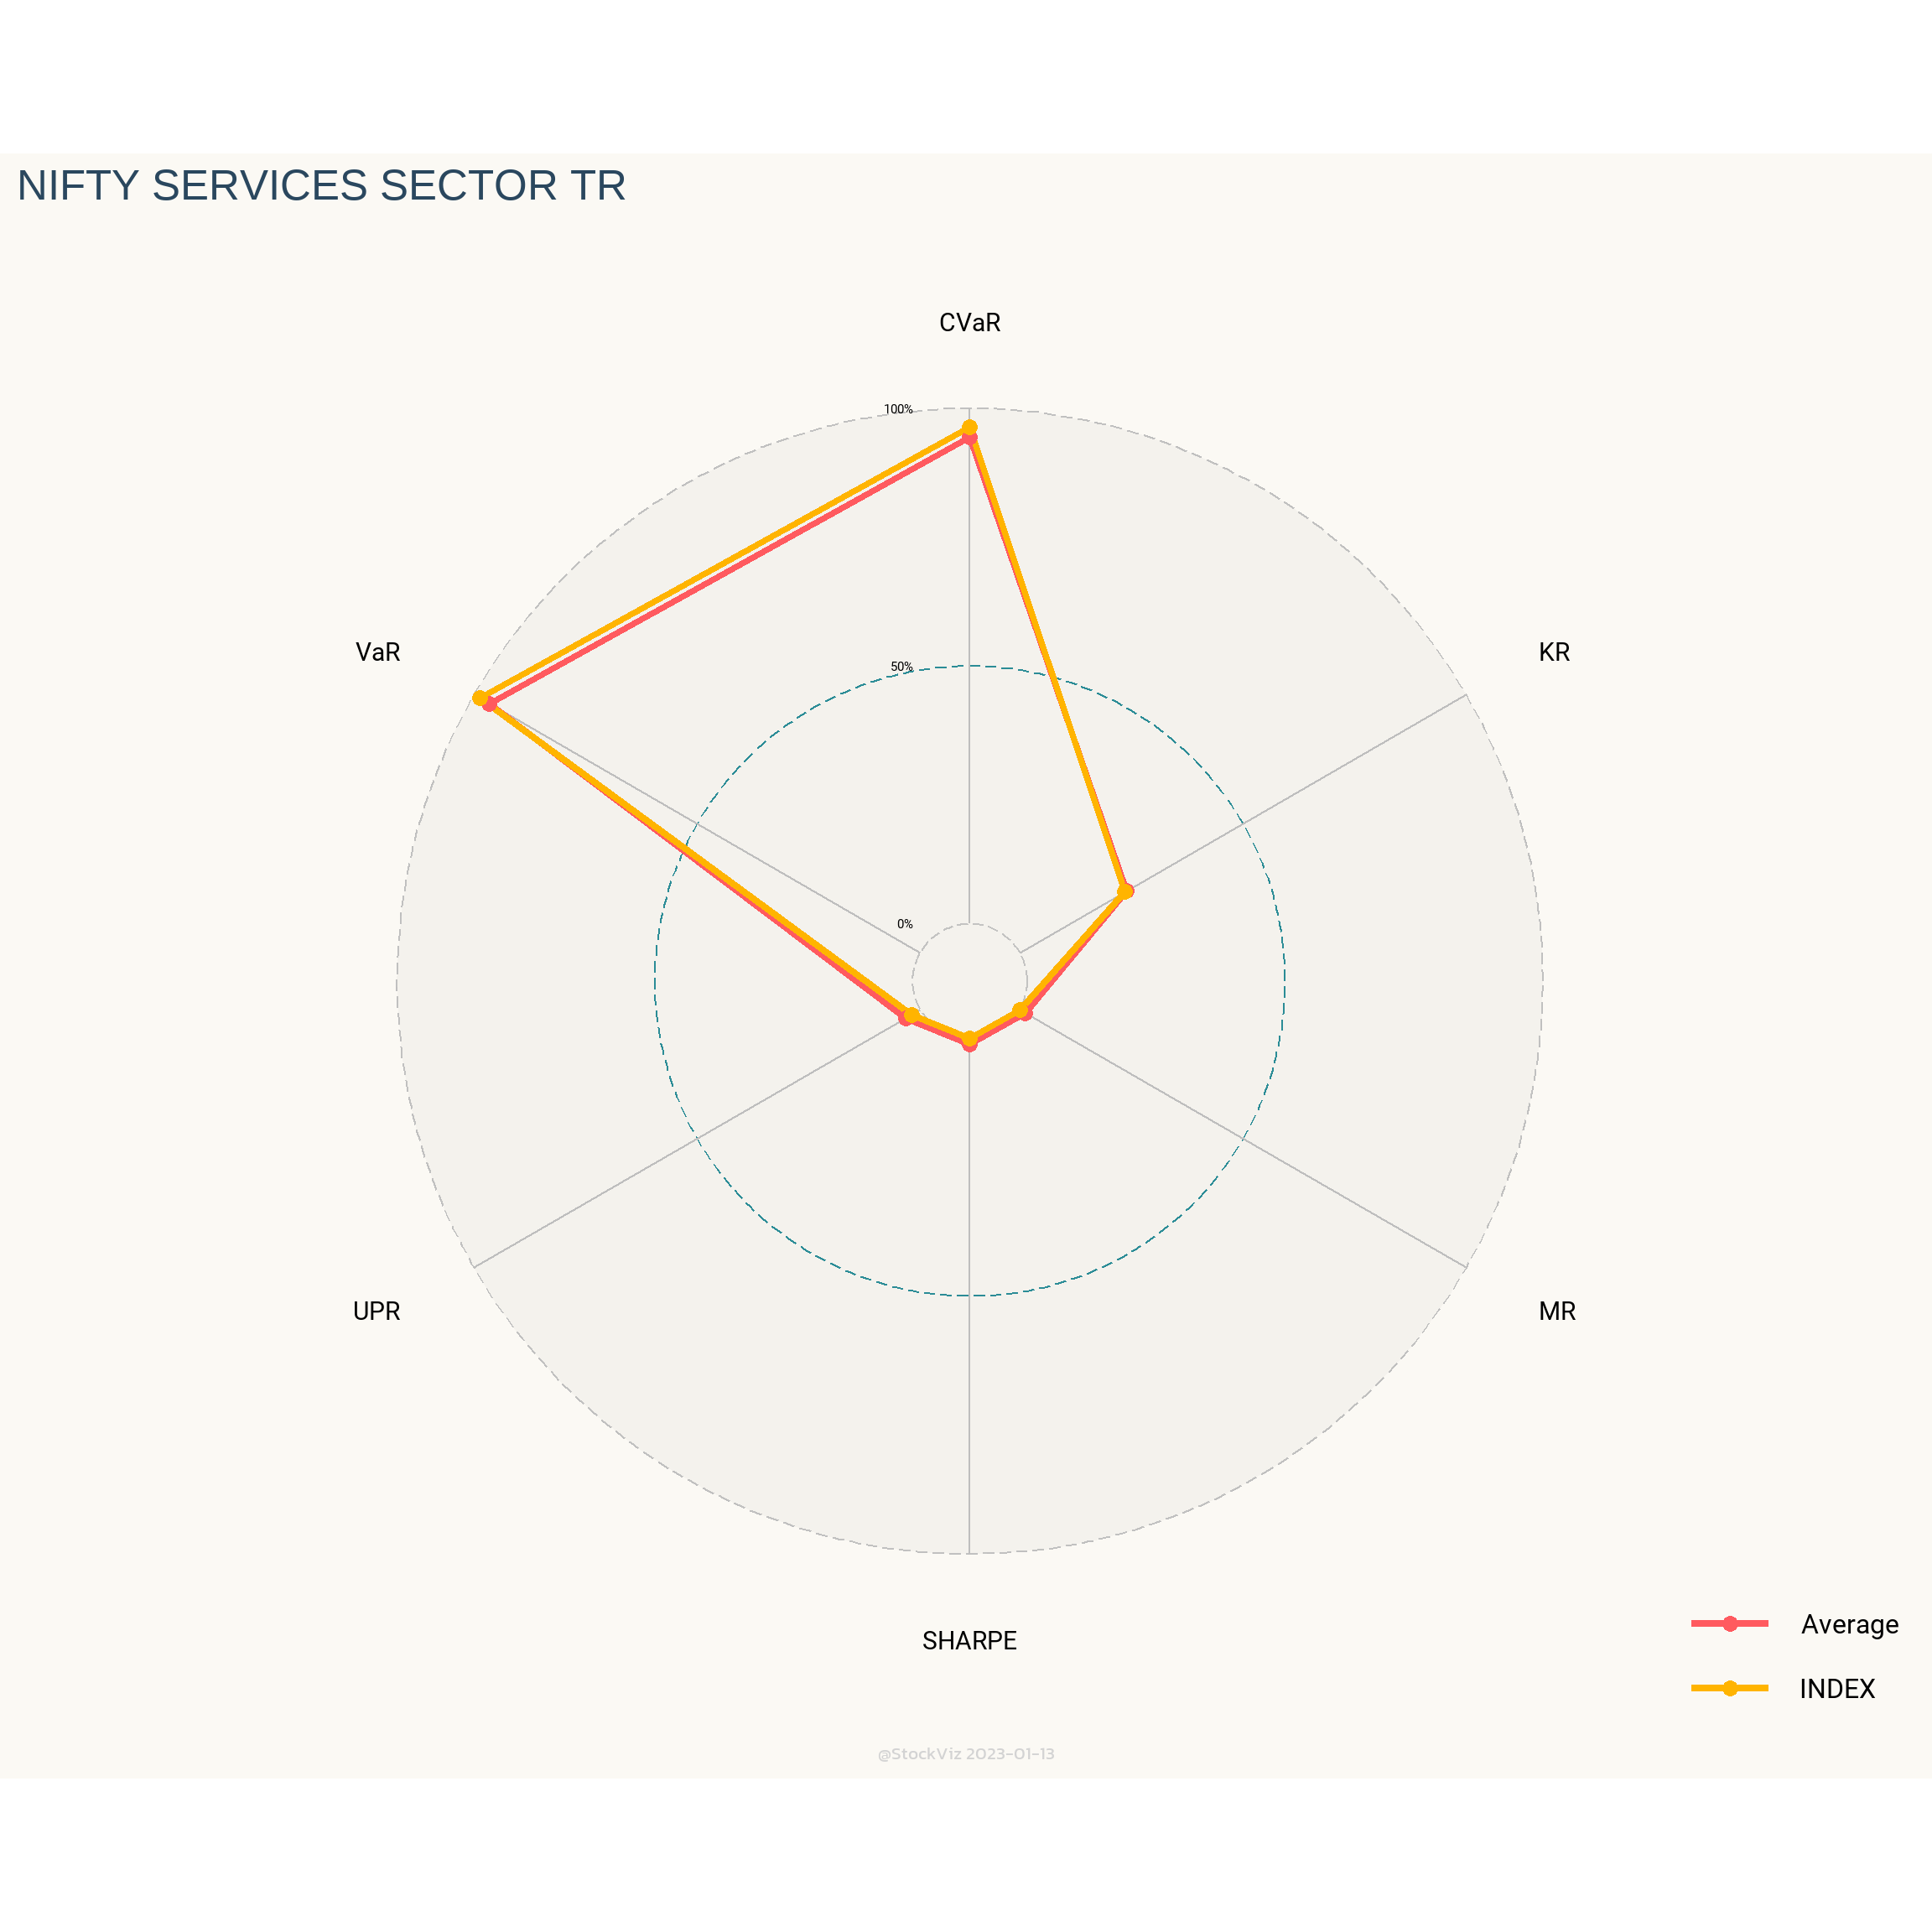 NIFTY SERVICES SECTOR TR
CVaR
100%
KR
VaR
50%
0%
UPR
MR
SHARPE
Average
INDEX
@StockViz 2023-01-13